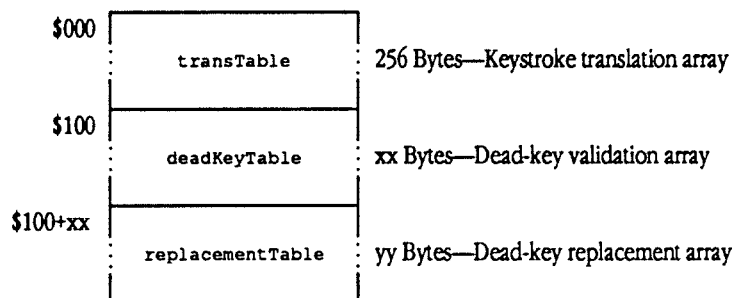 $000
transTable 256 Bytes—Keystroke translation array
$100
deadKeyTable xx Bytes—Dead-key validation array
$100+xx
replacementTable yy Bytes—Dead-key replacement array